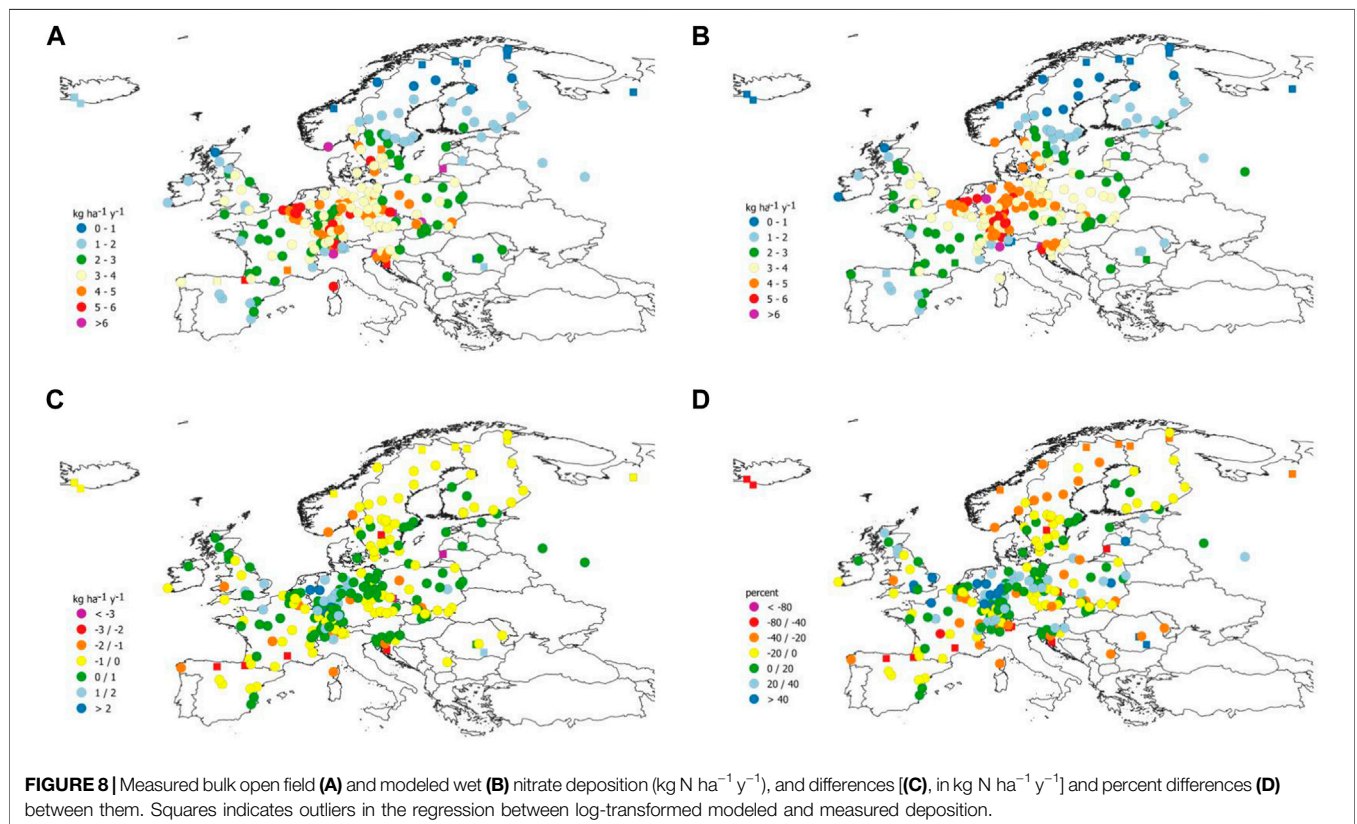 A
B
kg ha⁻¹ y⁻¹
0 - 1
1 - 2
2 - 3
3 - 4
4 - 5
5 - 6
>6
kg ha⁻¹ y⁻¹
0 - 1
1 - 2
2 - 3
3 - 4
4 - 5
5 - 6
>6
C
D
kg ha⁻¹ y⁻¹
< -3
-3 / -2
-2 / -1
-1 / 0
0 / 1
1 / 2
> 2
percent
< -80
-80 / -40
-40 / -20
-20 / 0
0 / 20
20 / 40
> 40
FIGURE 8 | Measured bulk open field (A) and modeled wet (B) nitrate deposition (kg N ha⁻¹ y⁻¹), and differences [(C), in kg N ha⁻¹ y⁻¹] and percent differences (D)
between them. Squares indicates outliers in the regression between log-transformed modeled and measured deposition.